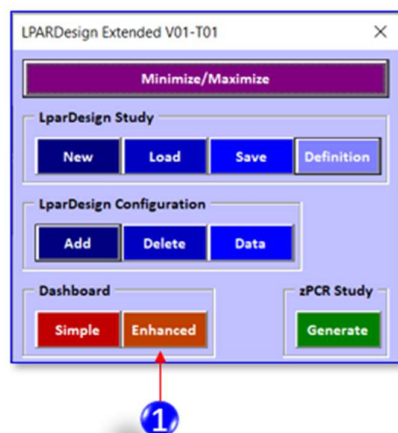 LPARDesign Extended V01-T01
Minimize/Maximize
LparDesign Study
New Load Save Definition
LparDesign Configuration
Add Delete Data
Dashboard zPCR Study
Simple Enhanced Generate
1